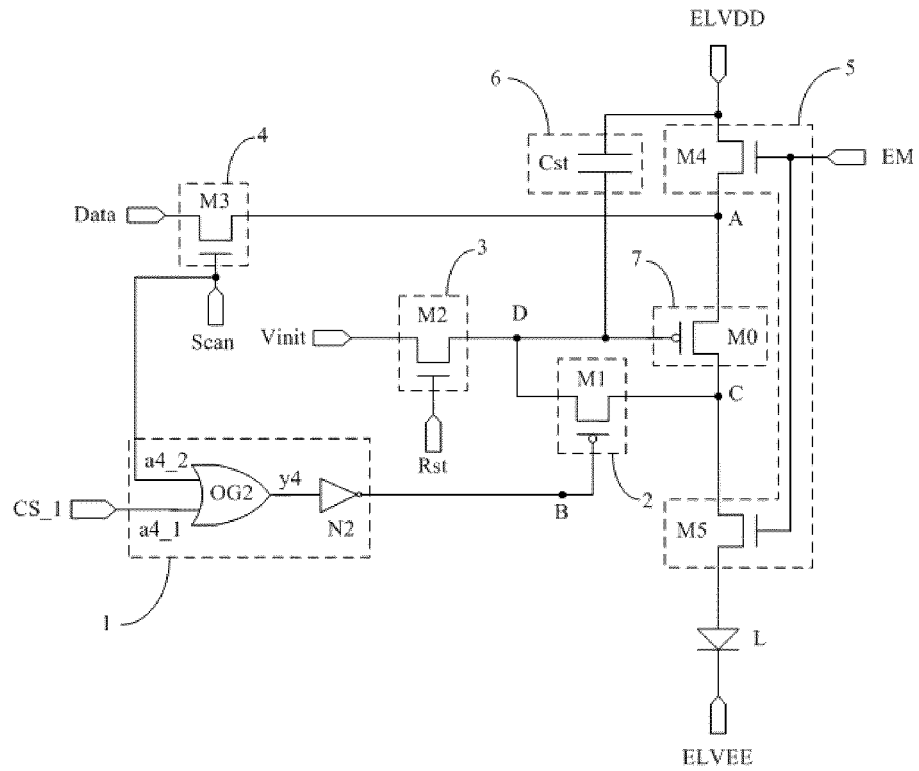 ELVDD
6
5
4
Cst
M4
EM
M3
Data
A
3
7
D
M2
Vinit
M0
Scan
M1
C
Rst
a4_2
y4
OG2
CS_1
2
B
M5
a4_1
N2
1
L
ELVEE